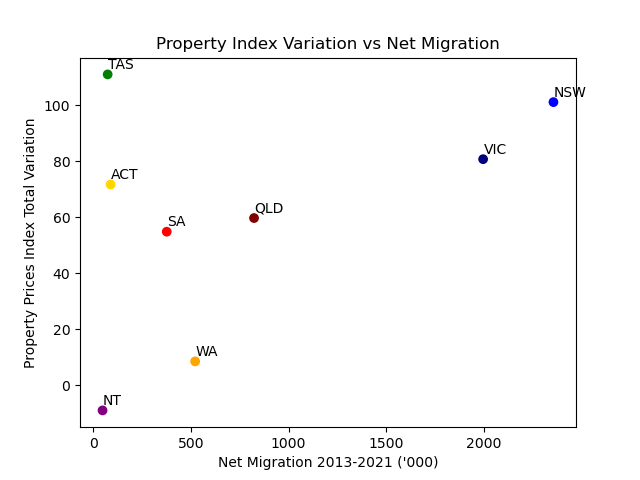 Property Index Variation vs Net Migration
TAS
NSW
100
VIC
80
ACT
QLD
60
SA
40
20
WA
0
NT
0 500 1000 1500 2000
Net Migration 2013-2021 ('000)
Property Prices Index Total Variation